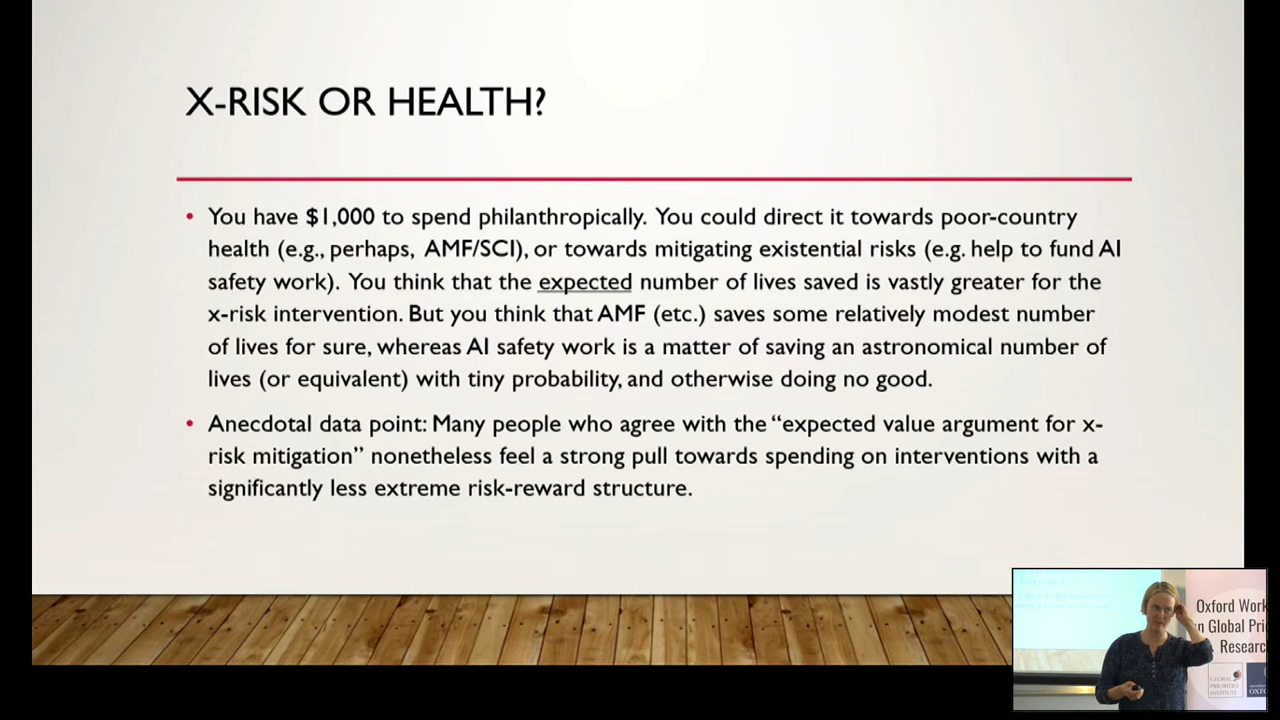 X-RISK OR HEALTH?
• You have $1,000 to spend philanthropically. You could direct it towards poor-country
health (e.g., perhaps, AMF/SCI), or towards mitigating existential risks (e.g. help to fund AI
safety work). You think that the expected number of lives saved is vastly greater for the
x-risk intervention. But you think that AMF (etc.) saves some relatively modest number
of lives for sure, whereas AI safety work is a matter of saving an astronomical number of
lives (or equivalent) with tiny probability, and otherwise doing no good.
• Anecdotal data point: Many people who agree with the “expected value argument for x-
risk mitigation” nonetheless feel a strong pull towards spending on interventions with a
significantly less extreme risk-reward structure.
Oxford Work
n Global Pri
Research
GLOBAL
PRIORITIES
INSTITUTE
OXFO